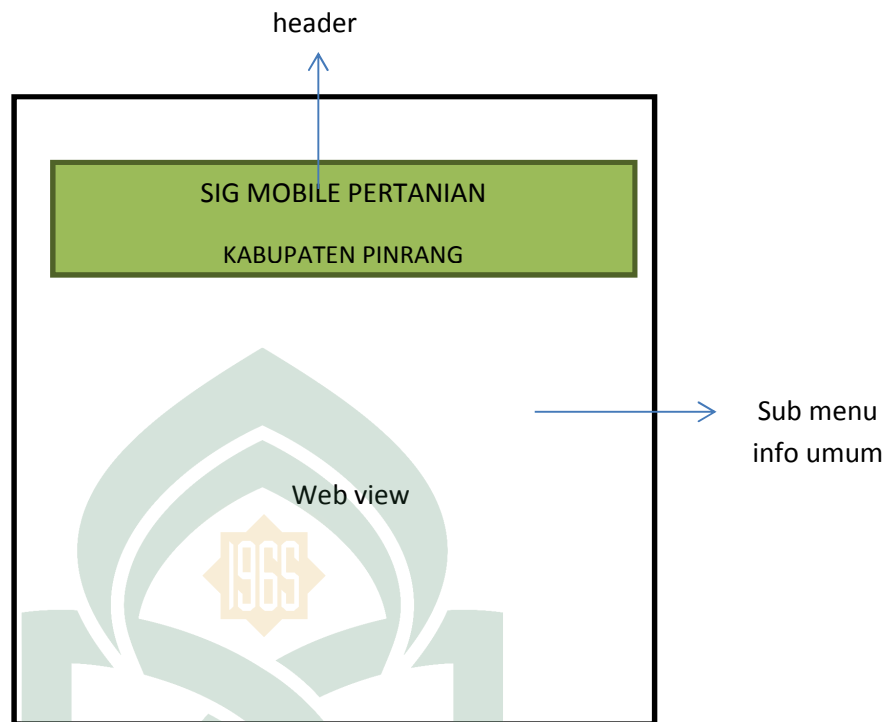 header
SIG MOBILE PERTANIAN
KABUPATEN PINRANG
Sub menu
info umum
Web view
1965